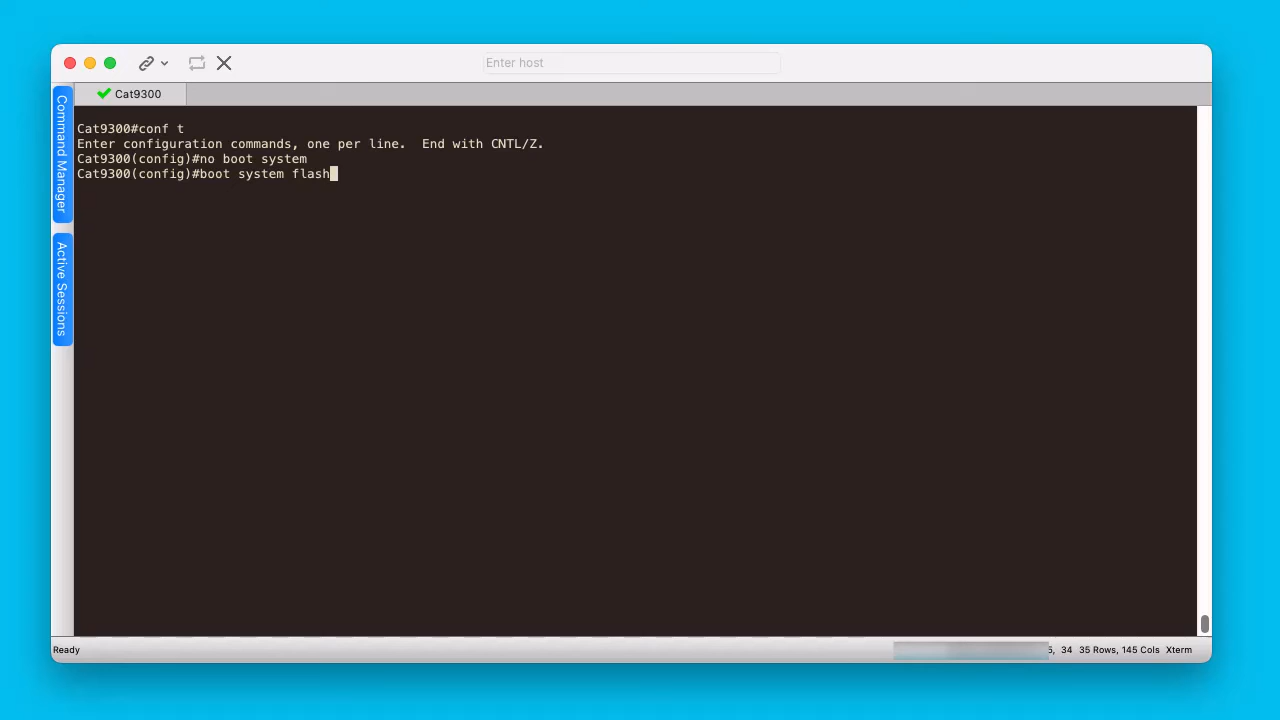 Enter host
Cat9300
Command Manager
Active Sessions
Cat9300#conf t
Enter configuration commands, one per line.  End with CNTL/Z.
Cat9300(config)#no boot system
Cat9300(config)#boot system flash
Ready
34  35 Rows, 145 Cols  Xterm